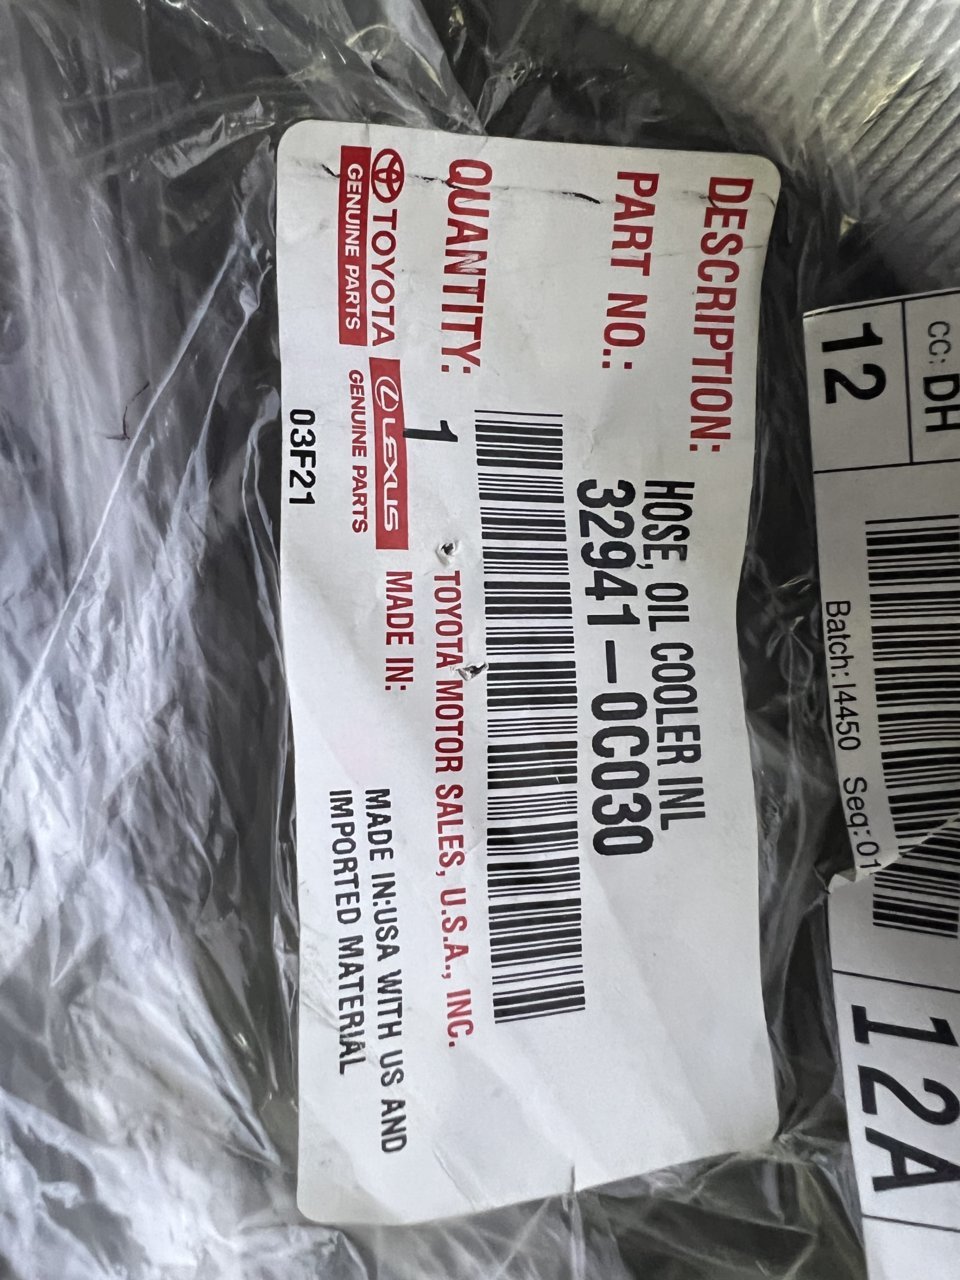 DESCRIPTION: HOSE, OIL COOLER INL
PART NO.: 32941-0C030
QUANTITY: 1
TOYOTA MOTOR SALES, U.S.A., INC.
TOYOTA
GENUINE PARTS
LEXUS
GENUINE PARTS
MADE IN:
MADE IN:USA WITH US AND
IMPORTED MATERIAL
03F21
CC: DH
12
Batch: I4450 Seq: 01
12A